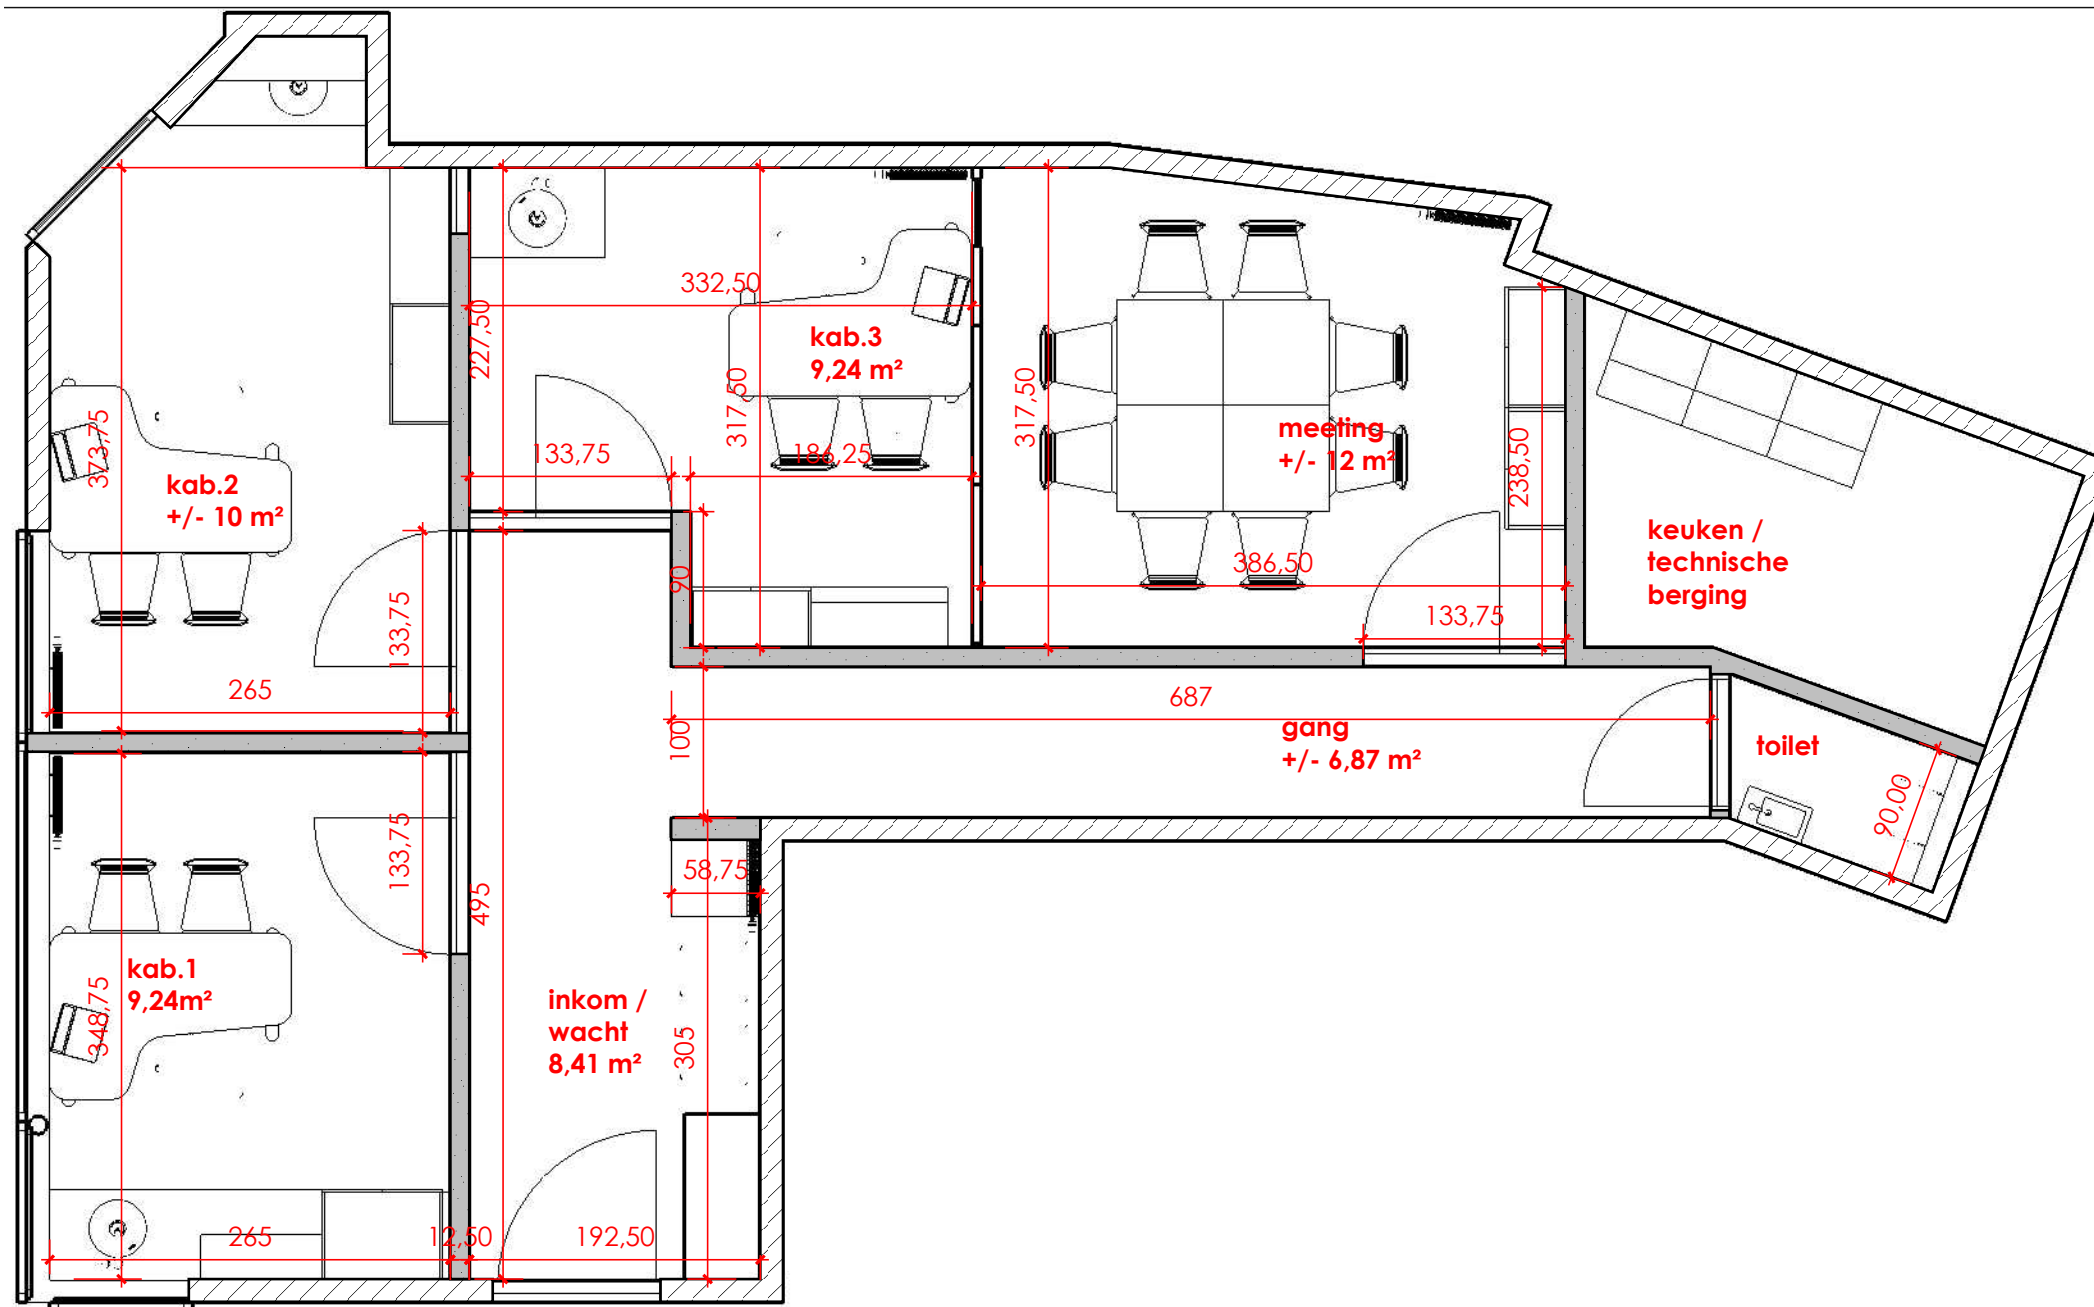 332,50
227,50
kab.3
9,24 m²
317,50
317,50
373,75
133,75
186,25
meeting
+/- 12 m²
238,50
kab.2
+/- 10 m²
keuken /
technische
berging
90
386,50
133,75
133,75
265
687
100
gang
+/- 6,87 m²
toilet
90,00
133,75
58,75
495
kab.1
9,24m²
348,75
inkom /
wacht
8,41 m²
305
265
12,50
192,50